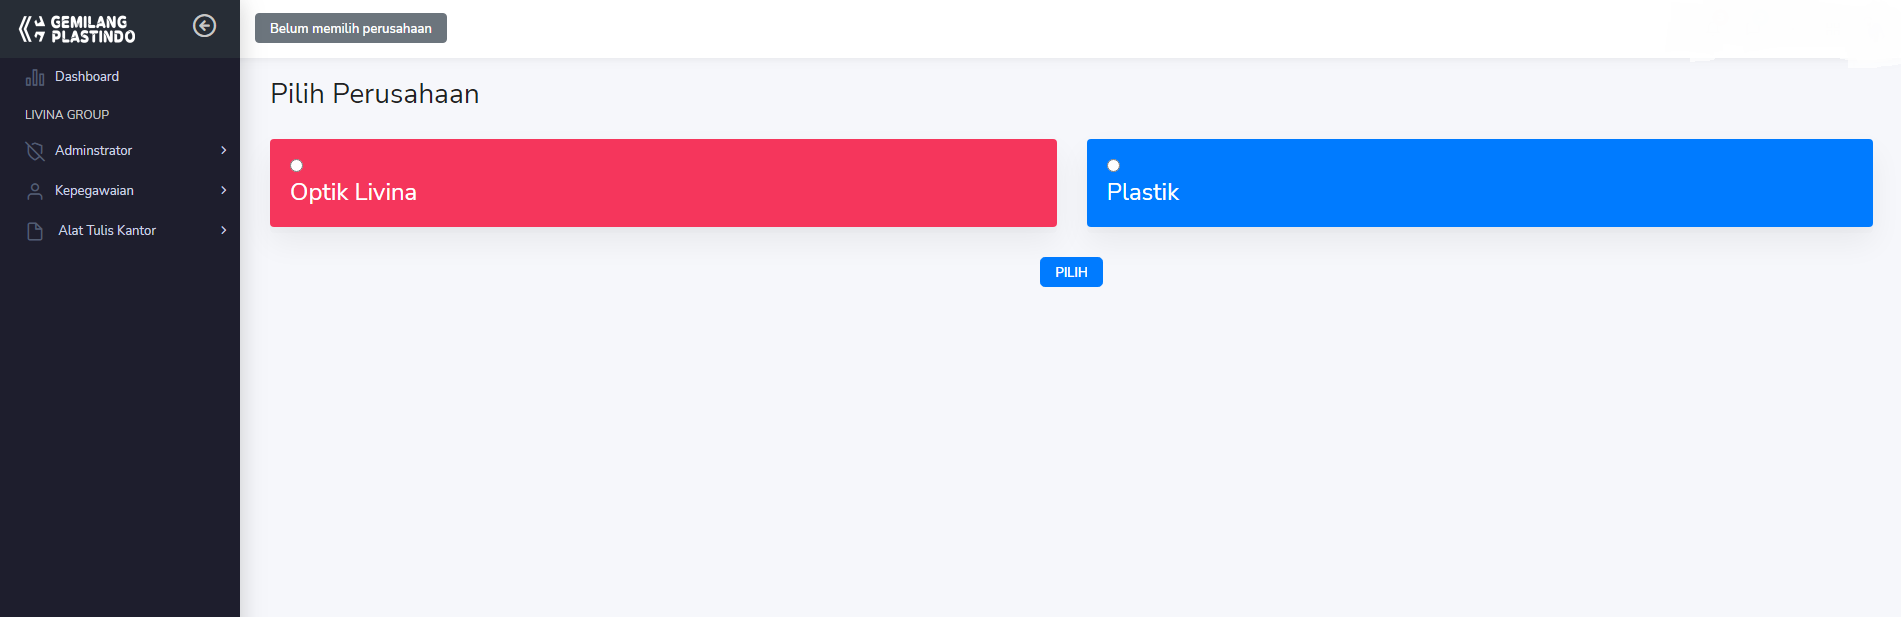 GEMILANG
PLASTINDO
Belum memilih perusahaan
Dashboard
LIVINA GROUP
Adminstrator
Kepegawaian
Alat Tulis Kantor
Pilih Perusahaan
Optik Livina
Plastik
PILIH